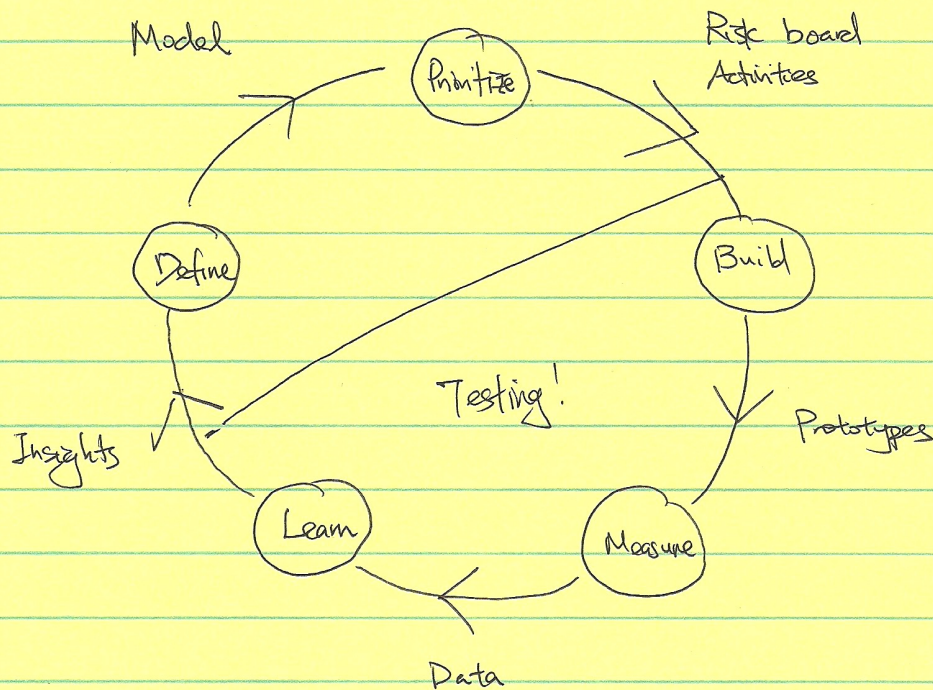 Model
Prioritize
Risk board
Activities
Define
Build
Testing!
Prototypes
Insights
Learn
Measure
Data